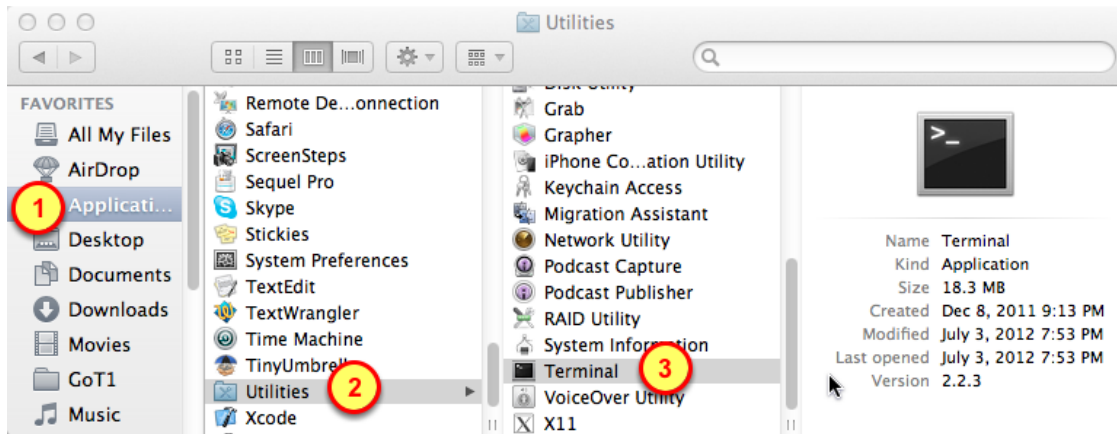 Utilities
FAVORITES
All My Files
AirDrop
1
Applicati...
Desktop
Documents
Downloads
Movies
GoT1
Music
Remote De...onnection
Safari
ScreenSteps
Sequel Pro
Skype
Stickies
System Preferences
TextEdit
TextWrangler
Time Machine
TinyUmbrell
Utilities
2
Xcode
Disk Utility
Grab
Grapher
iPhone Co...ation Utility
Keychain Access
Migration Assistant
Network Utility
Podcast Capture
Podcast Publisher
RAID Utility
System Information
Terminal
3
VoiceOver Utility
X11
>_
Name Terminal
Kind Application
Size 18.3 MB
Created Dec 8, 2011 9:13 PM
Modified July 3, 2012 7:53 PM
Last opened July 3, 2012 7:53 PM
Version 2.2.3